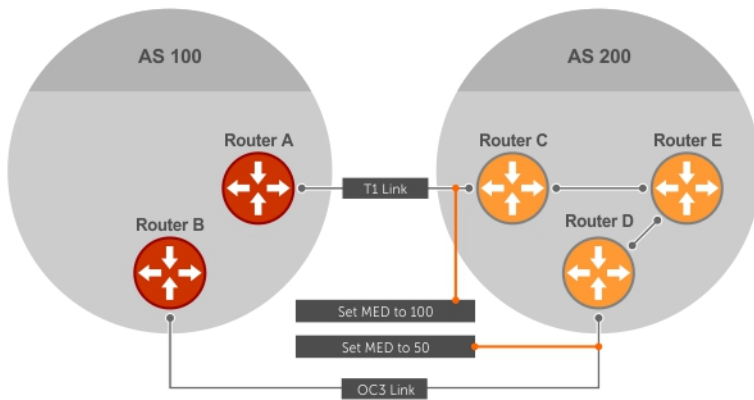 AS 100
AS 200
Router A
Router C
Router E
T1 Link
Router B
Router D
Set MED to 100
Set MED to 50
OC3 Link